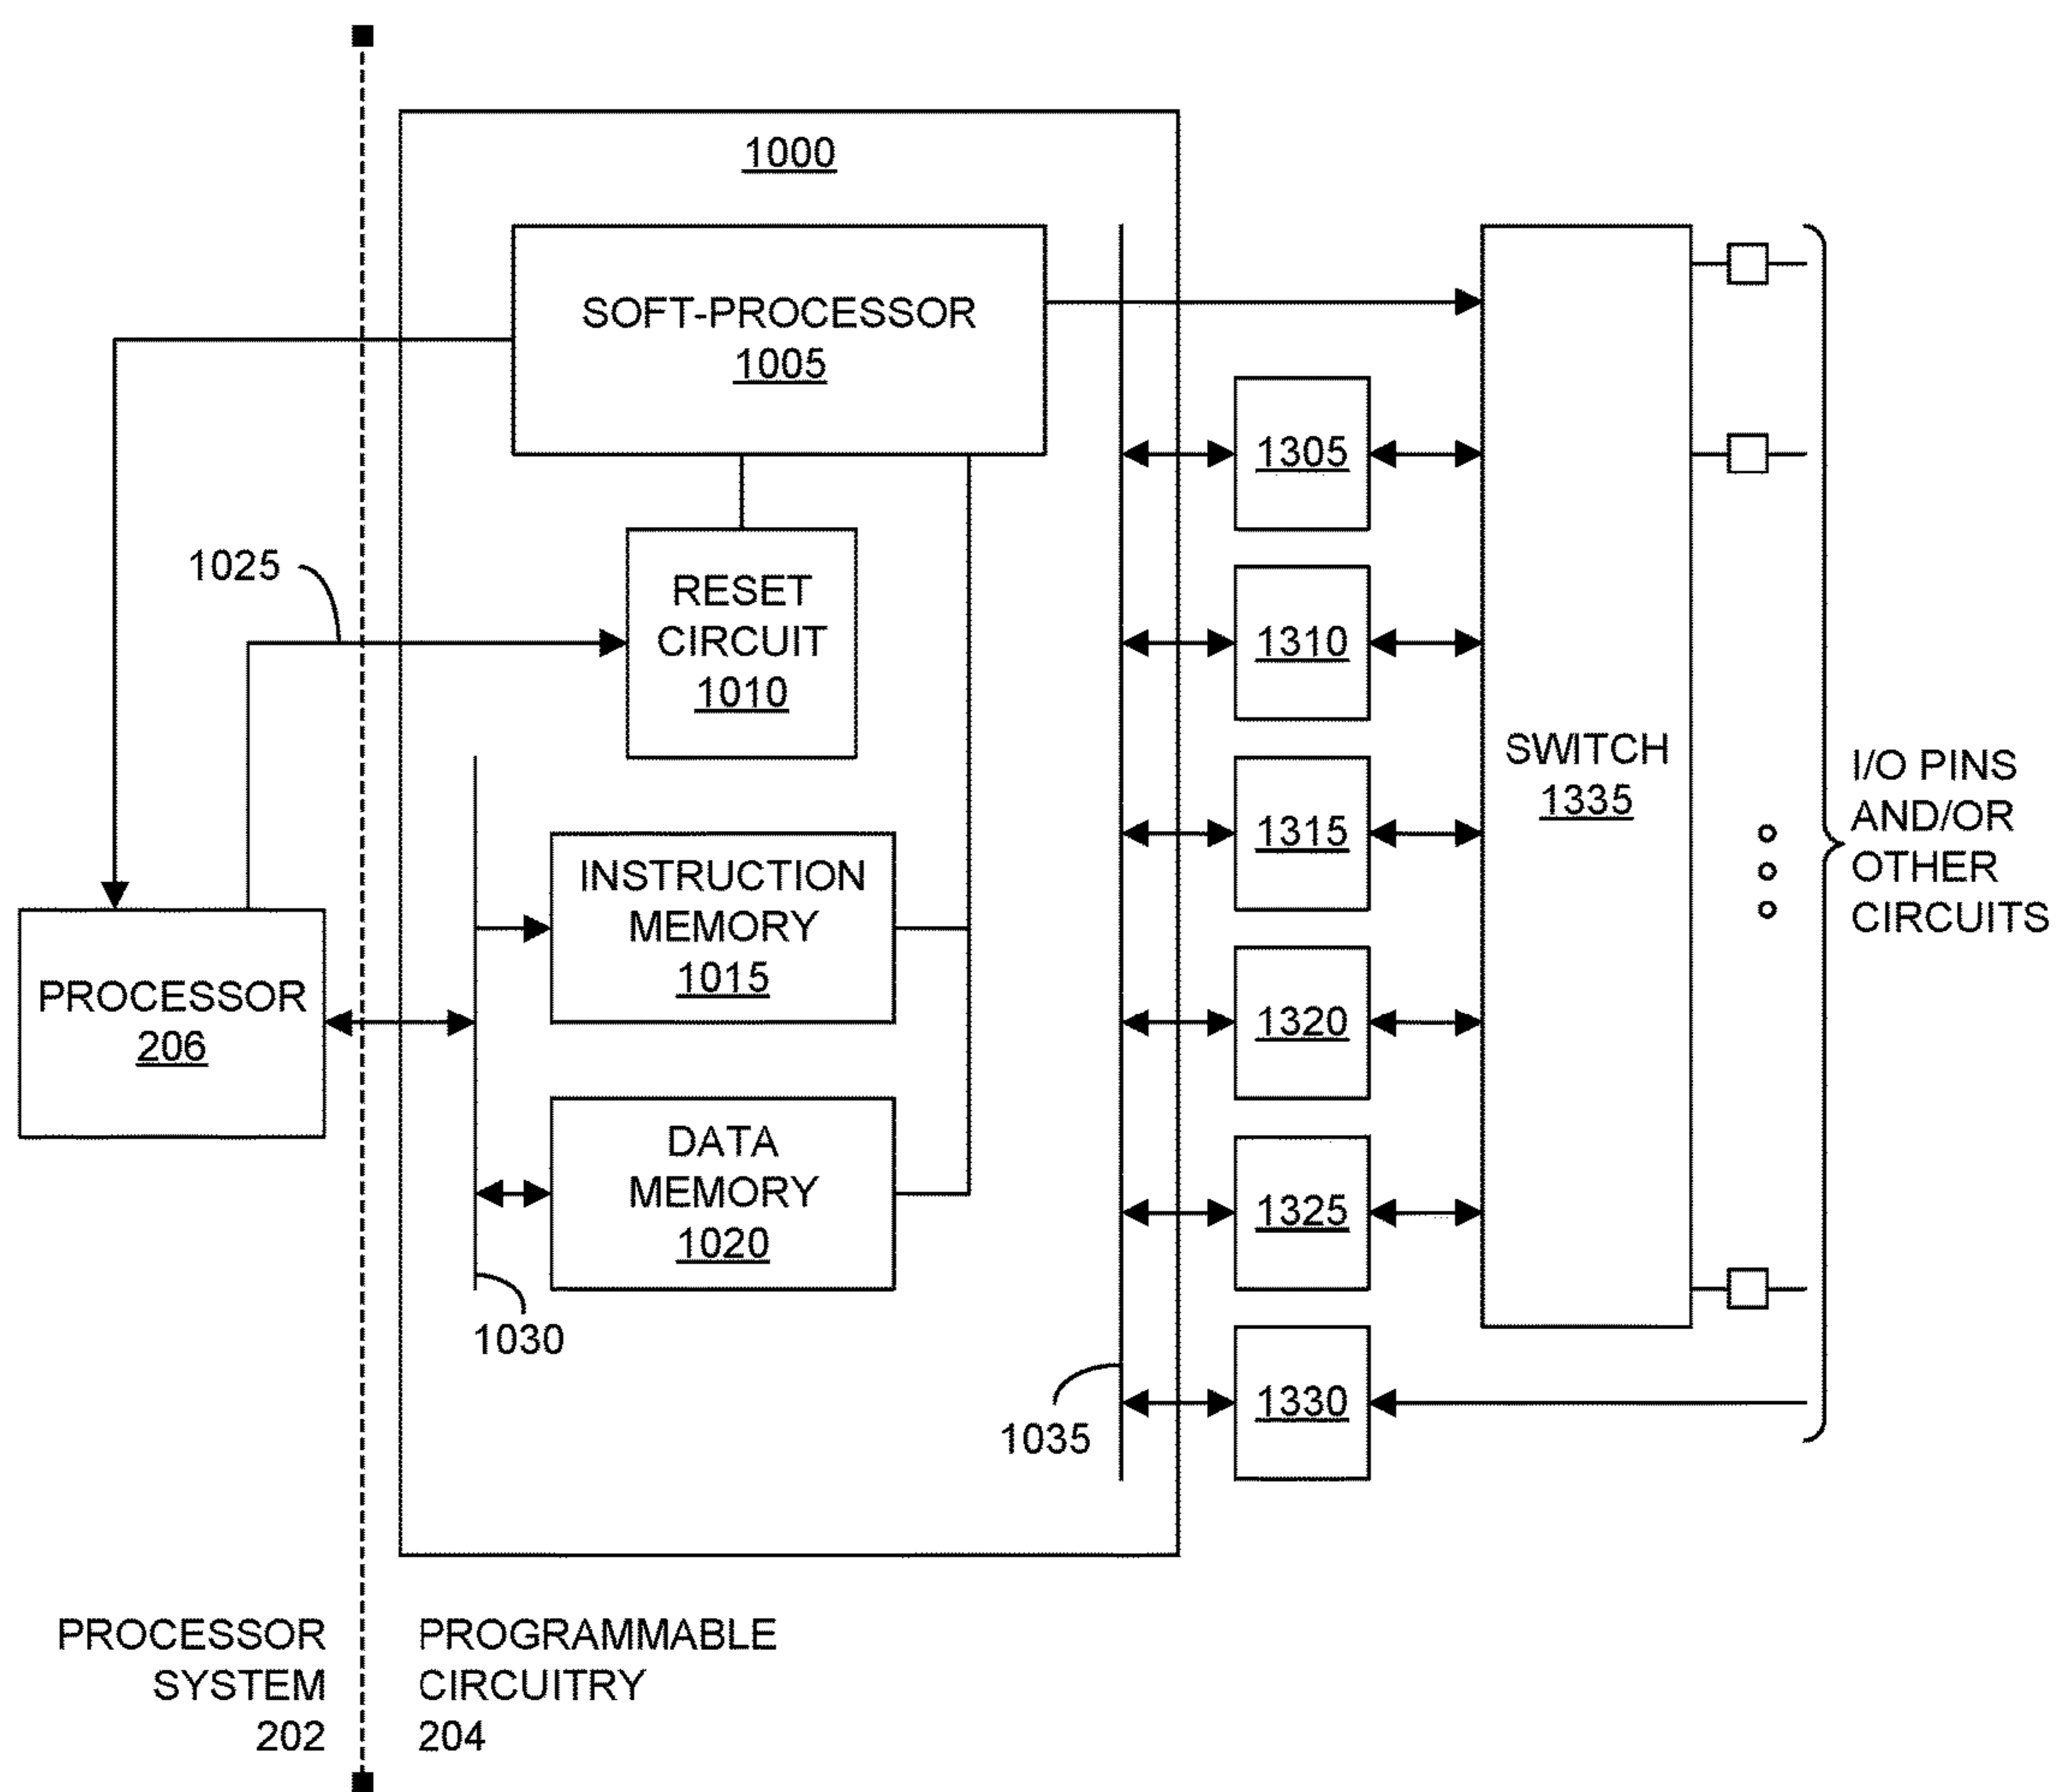 1000
SOFT-PROCESSOR
1005
1025
RESET
CIRCUIT
1010
INSTRUCTION
MEMORY
1015
PROCESSOR
206
DATA
MEMORY
1020
1030
1035
1305
1310
1315
1320
1325
1330
SWITCH
1335
I/O PINS
AND/OR
OTHER
CIRCUITS
PROCESSOR
SYSTEM
202
PROGRAMMABLE
CIRCUITRY
204